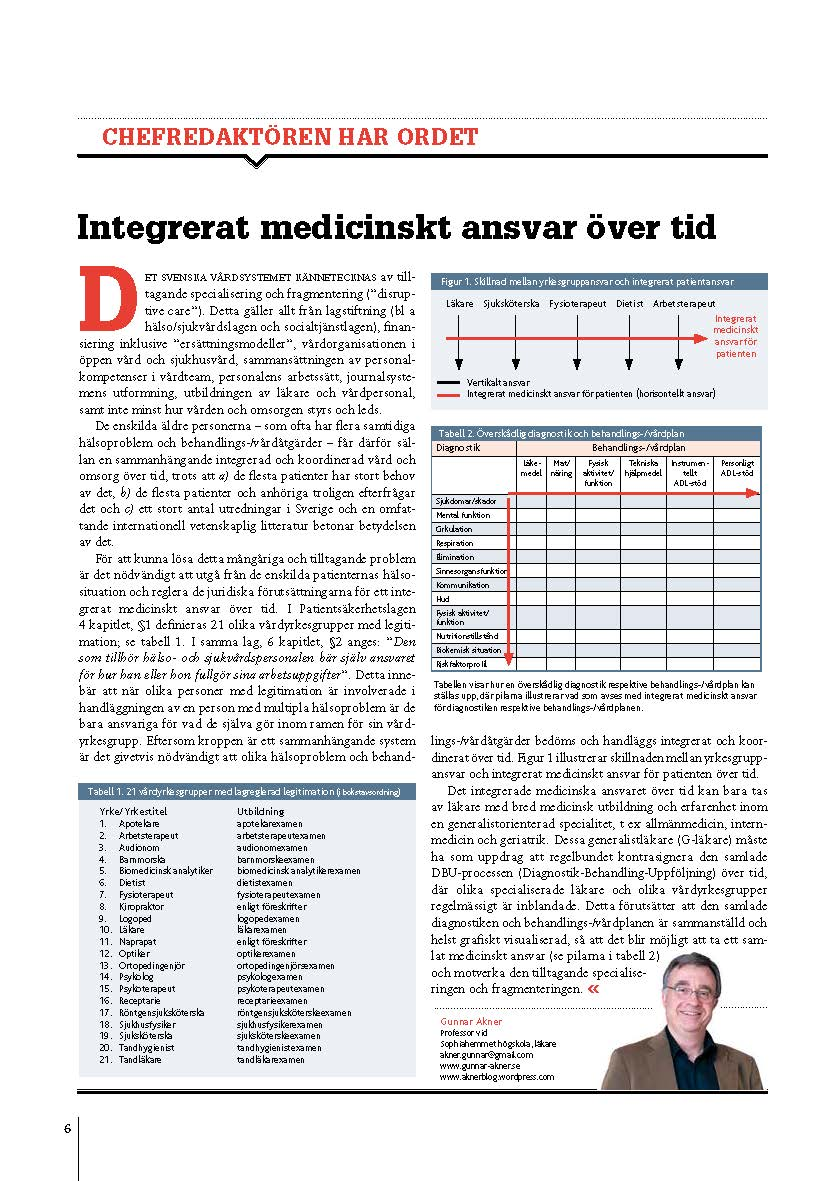 CHEFREDAKTÖREN HAR ORDET
Integrerat medicinskt ansvar över tid
DET SVENSKA VÅRDSYSTEMET KÄNNETECKNAS av till-
tagande specialisering och fragmentering ("disrup-
tive care"). Detta gäller allt från lagstiftning (bl a
hälso/sjukvårdslagen och socialtjänstlagen), finan-
siering inklusive "ersättningsmodeller", vårdorganisationen i
öppen vård och sjukhusvård, sammansättningen av personal-
kompetenser i vårdteam, personalens arbetssätt, journalsyste-
mens utformning, utbildningen av läkare och vårdpersonal,
samt inte minst hur vården och omsorgen styrs och leds.
De enskilda äldre personerna – som ofta har flera samtidiga
hälsoproblem och behandlings-/vårdåtgärder – får därför säl-
lan en sammanhängande integrerad och koordinerad vård och
omsorg över tid, trots att a) de flesta patienter har stort behov
av det, b) de flesta patienter och anhöriga troligen efterfrågar
det och c) ett stort antal utredningar i Sverige och en omfat-
tande internationell vetenskaplig litteratur betonar betydelsen
av det.
För att kunna lösa detta mångåriga och tilltagande problem
är det nödvändigt att utgå från de enskilda patienternas hälso-
situation och reglera de juridiska förutsättningarna för ett inte-
grerat medicinskt ansvar över tid. I Patientsäkerhetslagen
4 kapitlet, §1 definieras 21 olika vårdyrkesgrupper med legiti-
mation; se tabell 1. I samma lag, 6 kapitlet, §2 anges: "Den
som tillhör hälso- och sjukvårdspersonalen bär själv ansvaret
för hur han eller hon fullgör sina arbetsuppgifter". Detta inne-
bär att när olika personer med legitimation är involverade i
handläggningen av en person med multipla hälsoproblem är de
bara ansvariga för vad de själva gör inom ramen för sin vård-
yrkesgrupp. Eftersom kroppen är ett sammanhängande system
är det givetvis nödvändigt att olika hälsoproblem och behand-
Tabell 1. 21 vårdyrkesgrupper med lagreglerad legitimation (i bokstavsordning)
Yrke/Yrkestitel Utbildning
1. Apotekare apotekarexamen
2. Arbetsterapeut arbetsterapeutexamen
3. Audionom audionomexamen
4. Barnmorska barnmorskeexamen
5. Biomedicinsk analytiker biomedicinsk analytikerexamen
6. Dietist dietistexamen
7. Fysioterapeut fysioterapeutexamen
8. Kiropraktor enligt föreskrifter
9. Logoped logopedexamen
10. Läkare läkarexamen
11. Naprapat enligt föreskrifter
12. Optiker optikerexamen
13. Ortopedingenjör ortopedingenjörsexamen
14. Psykolog psykologexamen
15. Psykoterapeut psykoterapeutexamen
16. Receptarie receptarieexamen
17. Röntgensjuksköterska röntgensjuksköterskeexamen
18. Sjukhusfysiker sjukhusfysikerexamen
19. Sjuksköterska sjuksköterskeexamen
20. Tandhygienist tandhygienistexamen
21. Tandläkare tandläkarexamen
Figur 1. Skillnad mellan yrkesgruppansvar och integrerat patientansvar
Läkare Sjuksköterska Fysioterapeut Dietist Arbetsterapeut
Integrerat
medicinskt
ansvar för
patienten
Vertikalt ansvar
Integrerat medicinskt ansvar för patienten (horisontellt ansvar)
Tabell 2. Överskådlig diagnostik och behandlings-/vårdplan
Diagnostik Behandlings-/vårdplan
Läke- Mat/ Fysisk Tekniska Instrumen- Personligt
medel näring aktivitet/ hjälpmedel tellt ADL-stöd
funktion ADL-stöd
Sjukdomar/skador
Mental funktion
Cirkulation
Respiration
Elimination
Sinnesorgansfunktion
Kommunikation
Hud
Fysisk aktivitet/
funktion
Nutritionstillstånd
Biokemisk situation
Riskfaktorprofil
Tabellen visar hur en överskådlig diagnostik respektive behandlings-/vårdplan kan
ställas upp, där pilarna illustrerar vad som avses med integrerat medicinskt ansvar
för diagnostiken respektive behandlings-/vårdplanen.
lings-/vårdåtgärder bedöms och handläggs integrerat och koor-
dinerat över tid. Figur 1 illustrerar skillnaden mellan yrkesgrupp-
ansvar och integrerat medicinskt ansvar för patienten över tid.
Det integrerade medicinska ansvaret över tid kan bara tas
av läkare med bred medicinsk utbildning och erfarenhet inom
en generalistorienterad specialitet, t ex allmänmedicin, intern-
medicin och geriatrik. Dessa generalistläkare (G-läkare) måste
ha som uppdrag att regelbundet kontrasignera den samlade
DBU-processen (Diagnostik-Behandling-Uppföljning) över tid,
där olika specialiserade läkare och olika vårdyrkesgrupper
regelmässigt är inblandade. Detta förutsätter att den samlade
diagnostiken och behandlings-/vårdplanen är sammanställd och
helst grafiskt visualiserad, så att det blir möjligt att ta ett sam-
lat medicinskt ansvar (se pilarna i tabell 2)
och motverka den tilltagande specialise-
ringen och fragmenteringen. «
Gunnar Akner
Professor vid
Sophiahemmet högskola, läkare
akner.gunnar@gmail.com
www.gunnar-akner.se
www.aknerblog.wordpress.com
6